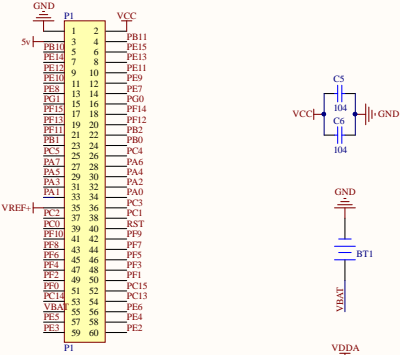 GND P1 VCC
1 2
5v 3 4 PB11
PB10 5 6 PE15
PE14 7 8 PE13
PE12 9 10 PE11
PE10 11 12 PE9
PE8 13 14 PE7
PG1 15 16 PG0
PF15 17 18 PF14
PF13 19 20 PF12
PF11 21 22 PB2
PB1 23 24 PB0
PC5 25 26 PC4
PA7 27 28 PA6
PA5 29 30 PA4
PA3 31 32 PA2
PA1 33 34 PA0
VREF+ 35 36 PC3
PC2 37 38 PC1
PC0 39 40 RST
PF10 41 42 PF9
PF8 43 44 PF7
PF6 45 46 PF5
PF4 47 48 PF3
PF2 49 50 PF1
PF0 51 52 PC15
PC14 53 54 PC13
VBAT 55 56 PE6
PE5 57 58 PE4
PE3 59 60 PE2
P1
C5
104
VCC GND
C6
104
GND
BT1
VBAT
VDDA